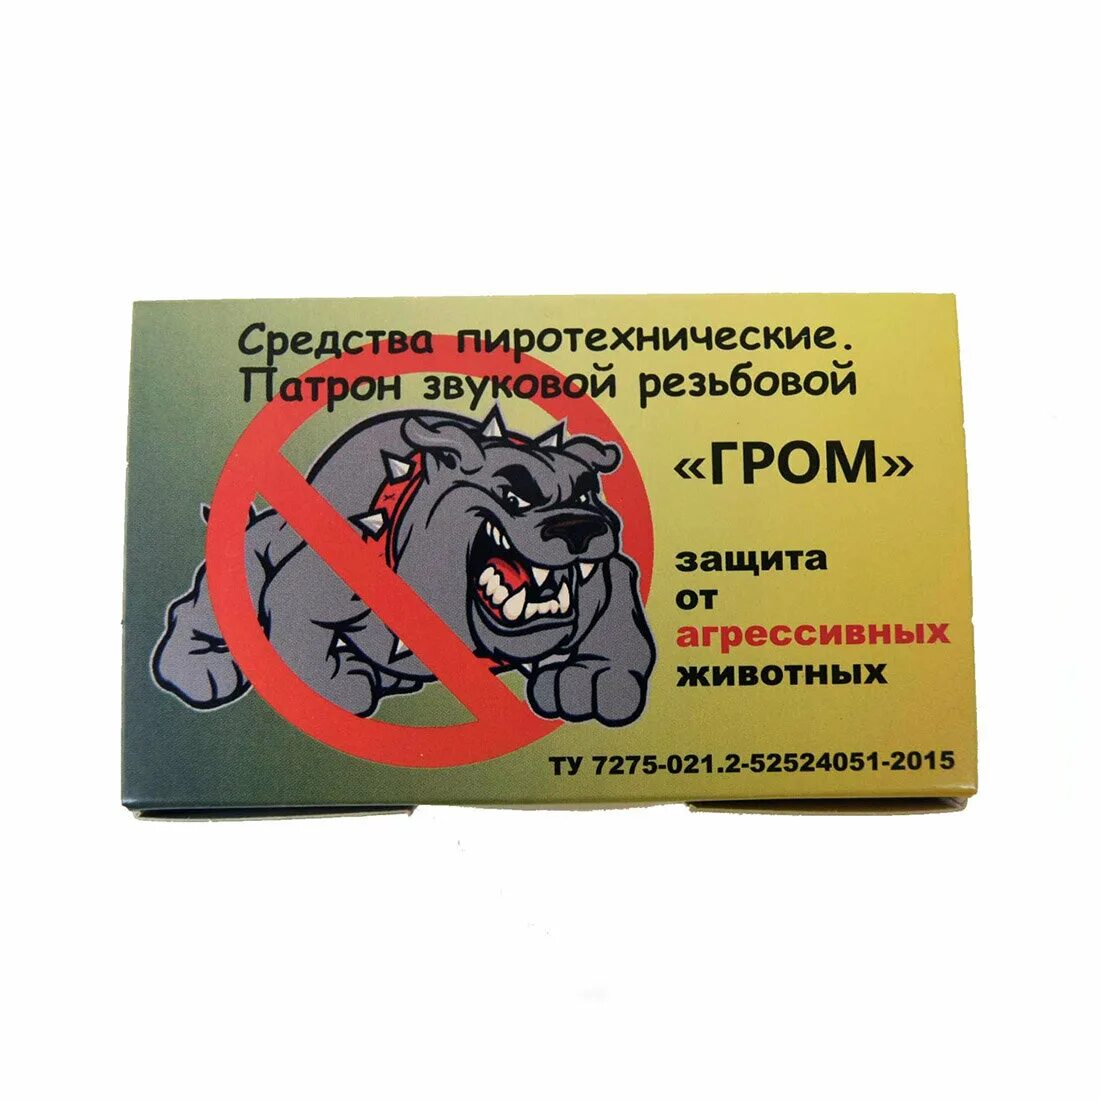 Средства пиротехнические.
Патрон звуковой резьбовой
«ГРОМ»
защита
от
агрессивных
животных
ТУ 7275-021.2-52524051-2015